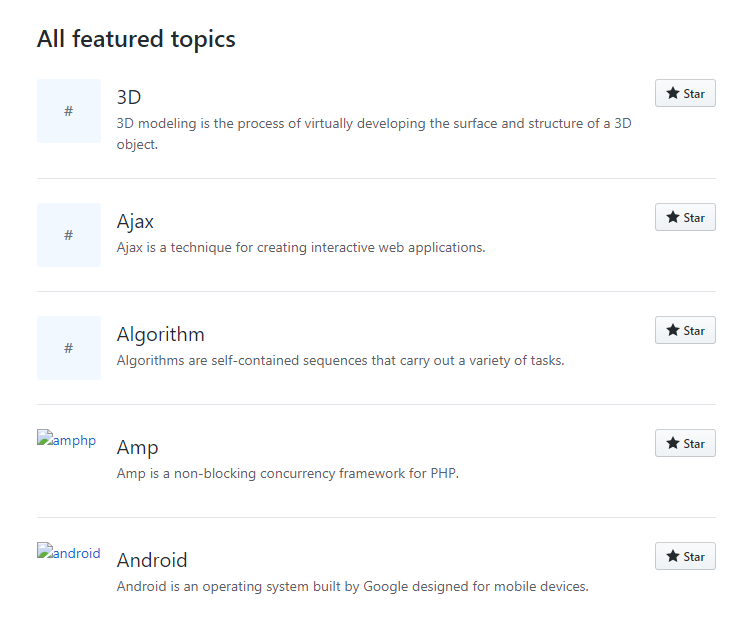 All featured topics
#
3D
Star
3D modeling is the process of virtually developing the surface and structure of a 3D
object.
#
Ajax
Star
Ajax is a technique for creating interactive web applications.
#
Algorithm
Star
Algorithms are self-contained sequences that carry out a variety of tasks.
amphp
Amp
Star
Amp is a non-blocking concurrency framework for PHP.
android
Android
Star
Android is an operating system built by Google designed for mobile devices.